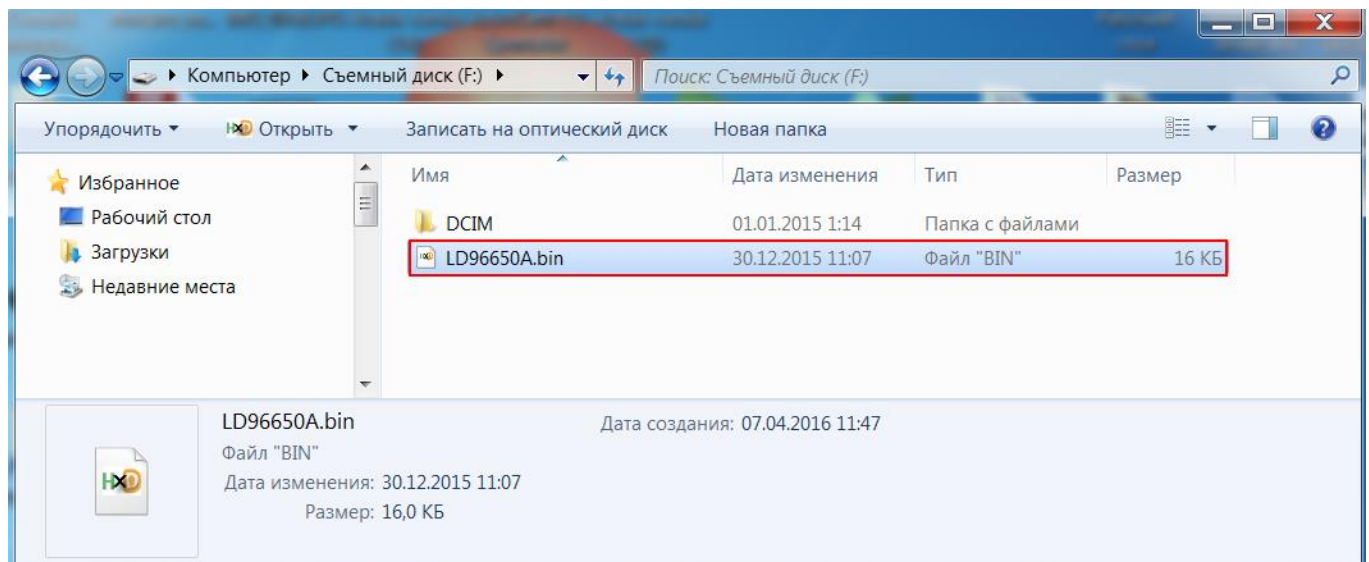 Компьютер ▸ Съемный диск (F:) ▸ Поиск: Съемный диск (F:)
Упорядочить Открыть Записать на оптический диск Новая папка
Избранное
Рабочий стол
Загрузки
Недавние места
Имя Дата изменения Тип Размер
DCIM 01.01.2015 1:14 Папка с файлами
LD96650A.bin 30.12.2015 11:07 Файл "BIN" 16 КБ
LD96650A.bin Дата создания: 07.04.2016 11:47
Файл "BIN"
Дата изменения: 30.12.2015 11:07
Размер: 16,0 КБ
HXD